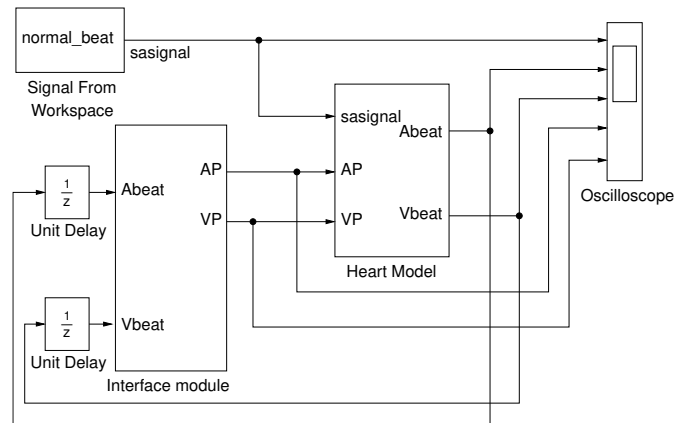 normal_beat
sasignal
Signal From
Workspace
sasignal
Abeat
AP
Vbeat
VP
Heart Model
Oscilloscope
AP
Abeat
VP
Vbeat
Interface module
1
z
Unit Delay
1
z
Unit Delay